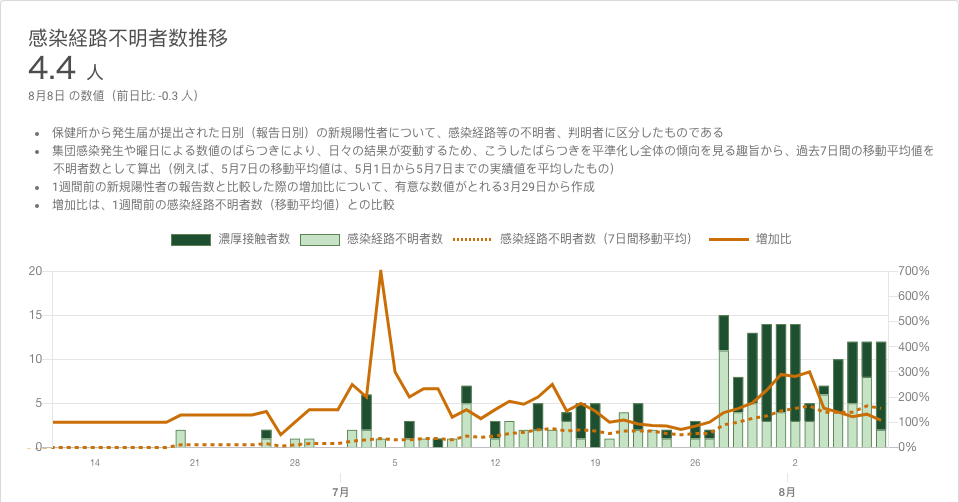 感染経路不明者数推移
4.4 人
8月8日 の数値（前日比: -0.3 人）
• 保健所から発生届が提出された日別（報告日別）の新規陽性者について、感染経路等の不明者、判明者に区分したものである
• 集団感染発生や曜日による数値のばらつきにより、日々の結果が変動するため、こうしたばらつきを平準化し全体の傾向を見る趣旨から、過去7日間の移動平均値を
不明者数として算出（例えば、5月7日の移動平均値は、5月1日から5月7日までの実績値を平均したもの）
• 1週間前の新規陽性者の報告数と比較した際の増加比について、有意な数値がとれる3月29日から作成
• 増加比は、1週間前の感染経路不明者数（移動平均値）との比較
濃厚接触者数 感染経路不明者数 感染経路不明者数（7日間移動平均） 増加比
20 700%
600%
15 500%
400%
10 300%
5 200%
100%
0 0%
14 21 28 5 12 19 26 2
7月 8月